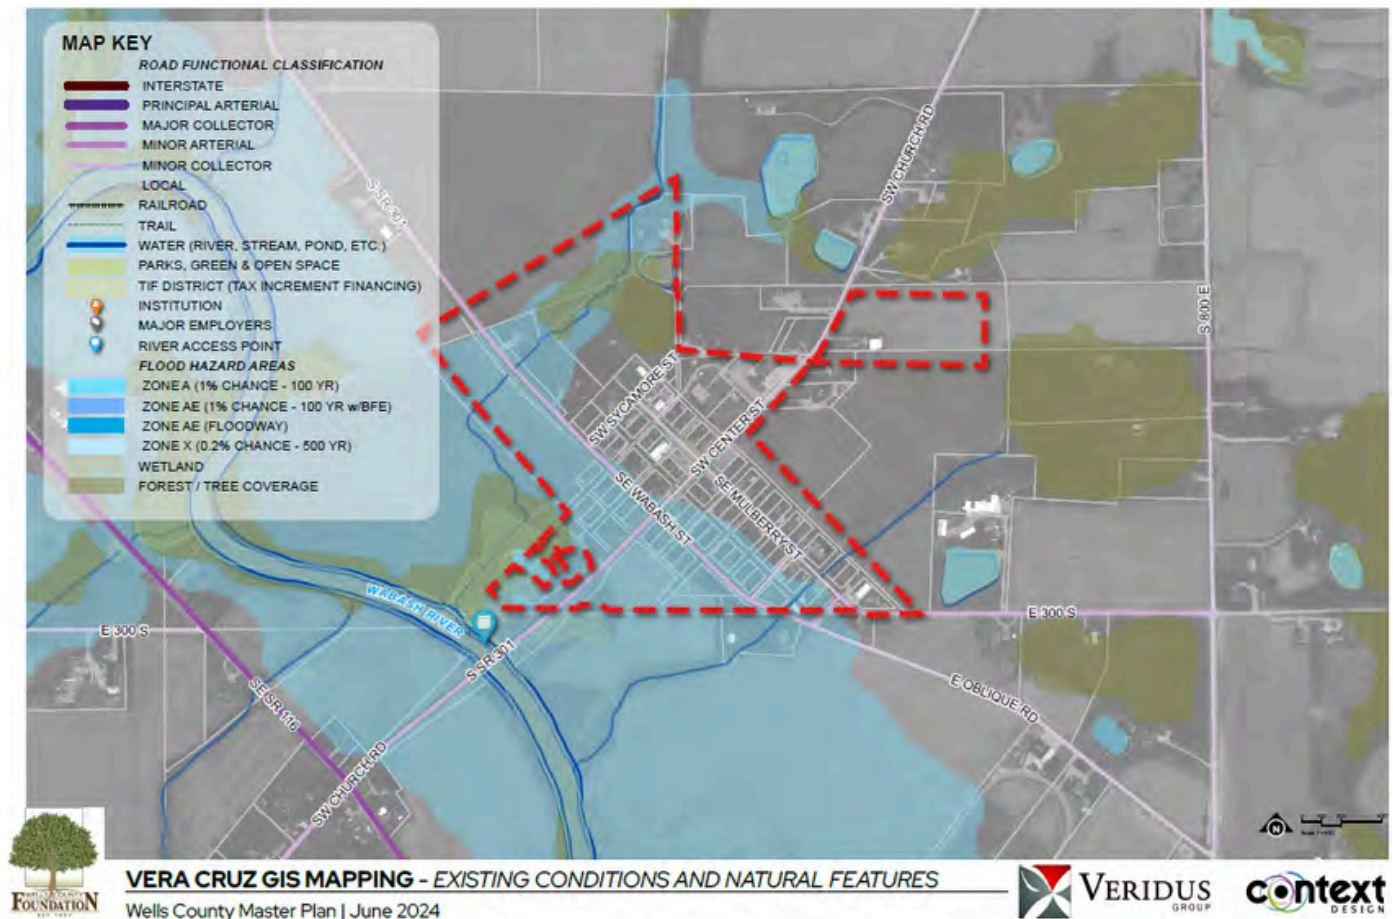 MAP KEY
ROAD FUNCTIONAL CLASSIFICATION
INTERSTATE
PRINCIPAL ARTERIAL
MAJOR COLLECTOR
MINOR ARTERIAL
MINOR COLLECTOR
LOCAL
RAILROAD
TRAIL
WATER (RIVER, STREAM, POND, ETC.)
PARKS, GREEN & OPEN SPACE
TIF DISTRICT (TAX INCREMENT FINANCING)
INSTITUTION
MAJOR EMPLOYERS
RIVER ACCESS POINT
FLOOD HAZARD AREAS
ZONE A (1% CHANCE - 100 YR)
ZONE AE (1% CHANCE - 100 YR w/BFE)
ZONE AE (FLOODWAY)
ZONE X (0.2% CHANCE - 500 YR)
WETLAND
FOREST / TREE COVERAGE
S SR 301
SW CHURCH RD
S 800 E
SW SYCAMORE ST
SW CENTER ST
SE WABASH ST
SE MULBERRY ST
WABASH RIVER
E 300 S
S SR 301
E 300 S
SE SR 116
E OBLIQUE RD
SW CHURCH RD
N
WELLS COUNTY
FOUNDATION
VERA CRUZ GIS MAPPING - EXISTING CONDITIONS AND NATURAL FEATURES
Wells County Master Plan | June 2024
VERIDUS
GROUP
context
DESIGN